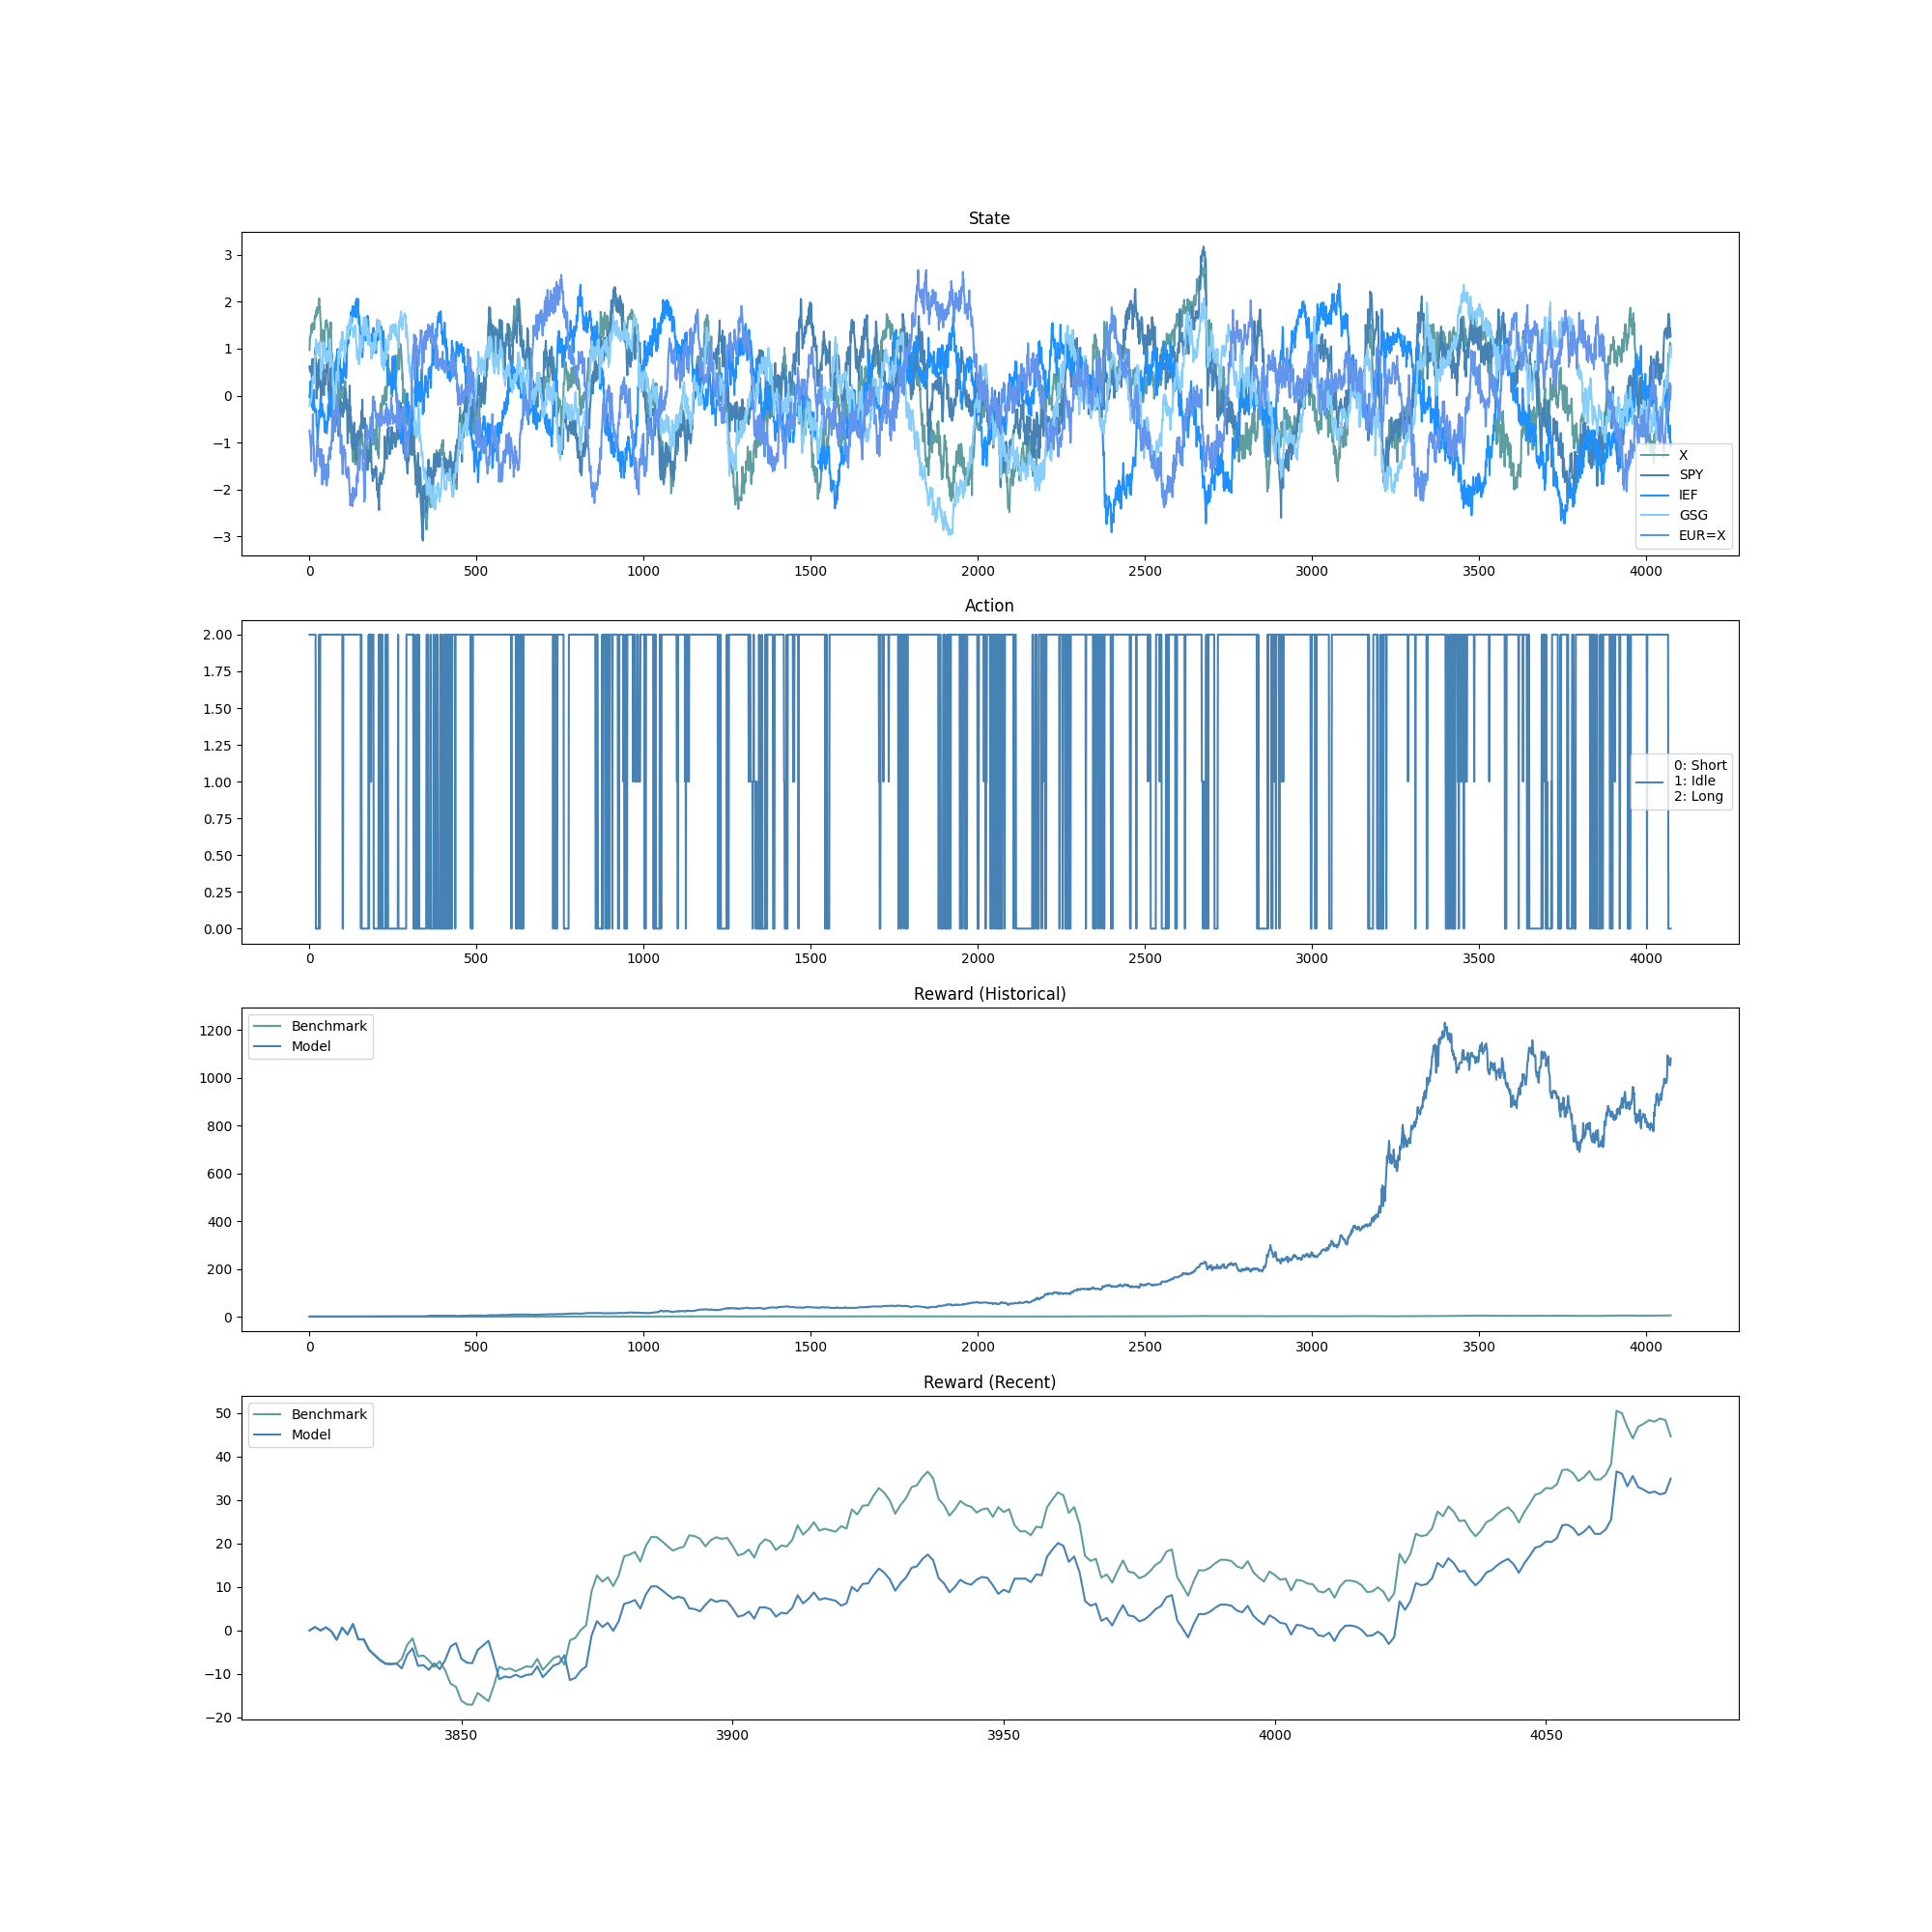 State
3
2
1
0
−1
−2
−3
X
SPY
IEF
GSG
EUR=X
0 500 1000 1500 2000 2500 3000 3500 4000
Action
2.00
1.75
1.50
1.25
1.00
0.75
0.50
0.25
0.00
0: Short
1: Idle
2: Long
0 500 1000 1500 2000 2500 3000 3500 4000
Reward (Historical)
Benchmark
Model
1200
1000
800
600
400
200
0
0 500 1000 1500 2000 2500 3000 3500 4000
Reward (Recent)
Benchmark
Model
50
40
30
20
10
0
−10
−20
3850 3900 3950 4000 4050